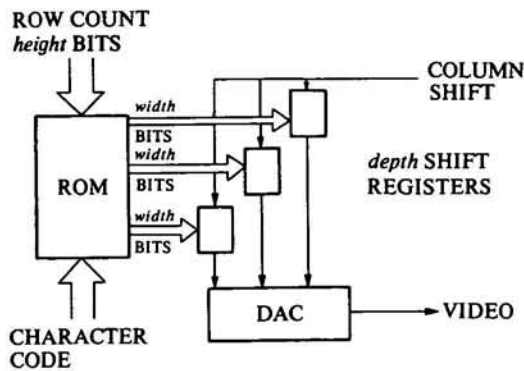 ROW COUNT
height BITS
COLUMN
SHIFT
width
BITS
width
BITS
width
BITS
ROM
depth SHIFT
REGISTERS
DAC
VIDEO
CHARACTER
CODE